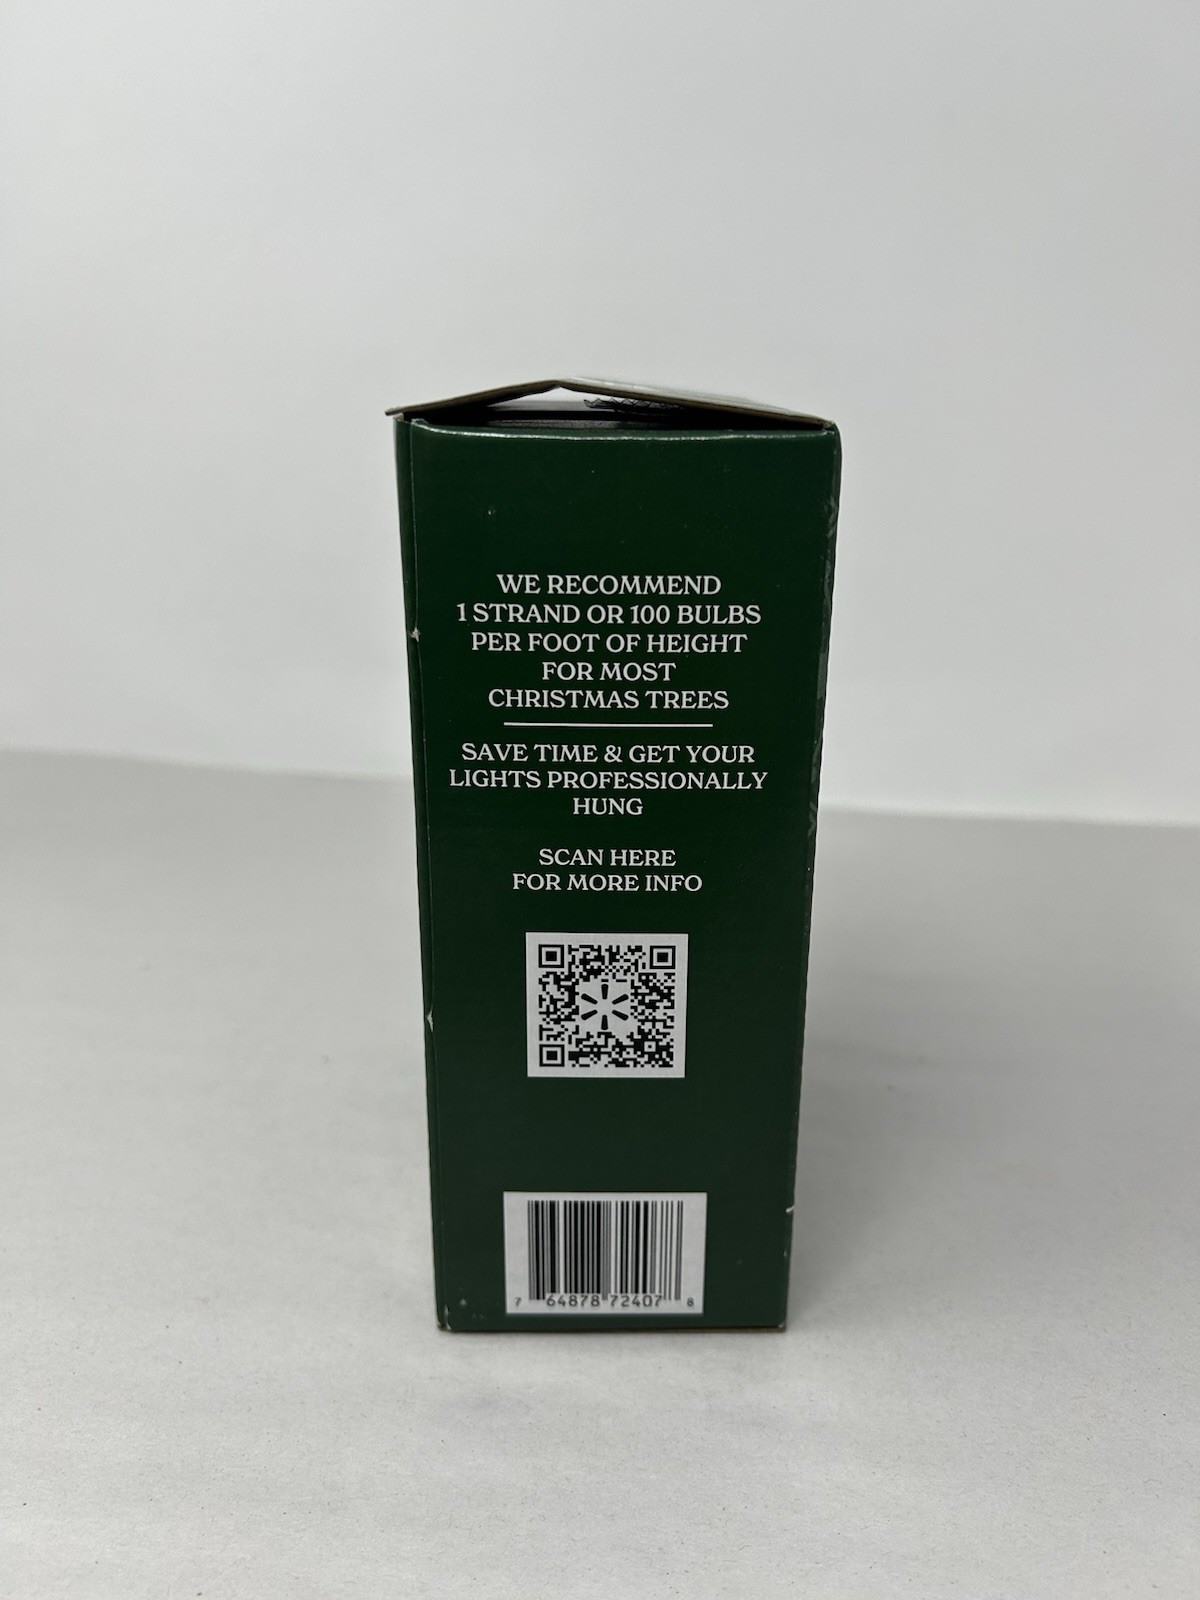 WE RECOMMEND
1 STRAND OR 100 BULBS
PER FOOT OF HEIGHT
FOR MOST
CHRISTMAS TREES
SAVE TIME & GET YOUR
LIGHTS PROFESSIONALLY
HUNG
SCAN HERE
FOR MORE INFO
7 64878 72407 8